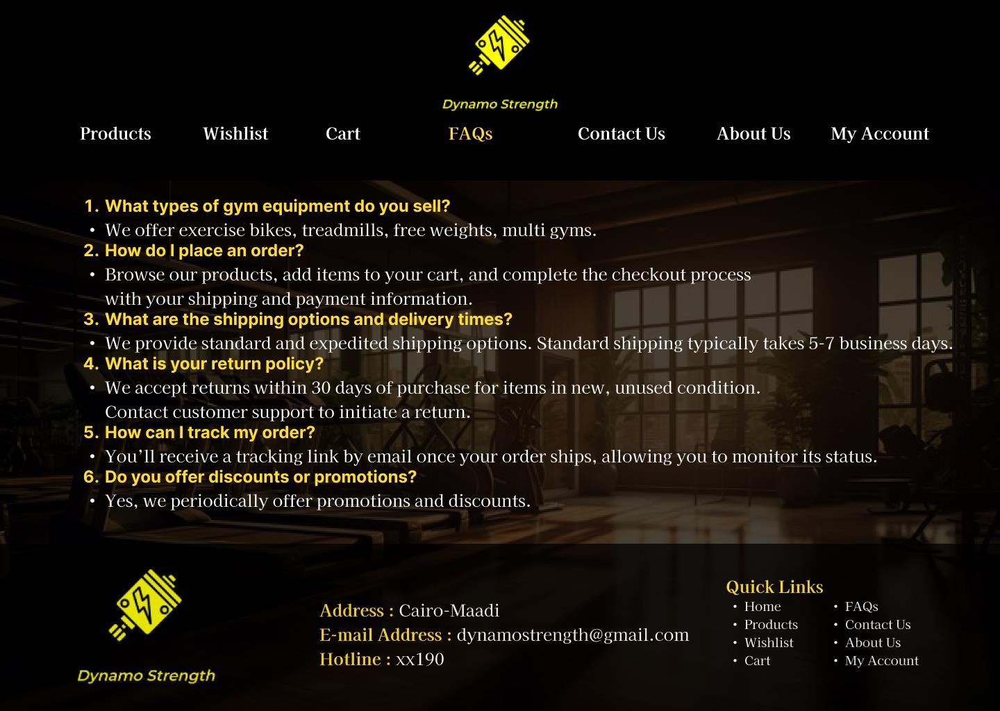 Dynamo Strength
Products Wishlist Cart FAQs Contact Us About Us My Account
1. What types of gym equipment do you sell?
• We offer exercise bikes, treadmills, free weights, multi gyms.
2. How do I place an order?
• Browse our products, add items to your cart, and complete the checkout process
with your shipping and payment information.
3. What are the shipping options and delivery times?
• We provide standard and expedited shipping options. Standard shipping typically takes 5-7 business days.
4. What is your return policy?
• We accept returns within 30 days of purchase for items in new, unused condition.
Contact customer support to initiate a return.
5. How can I track my order?
• You’ll receive a tracking link by email once your order ships, allowing you to monitor its status.
6. Do you offer discounts or promotions?
• Yes, we periodically offer promotions and discounts.
Dynamo Strength
Address : Cairo-Maadi
E-mail Address : dynamostrength@gmail.com
Hotline : xx190
Quick Links
• Home
• Products
• Wishlist
• Cart
• FAQs
• Contact Us
• About Us
• My Account